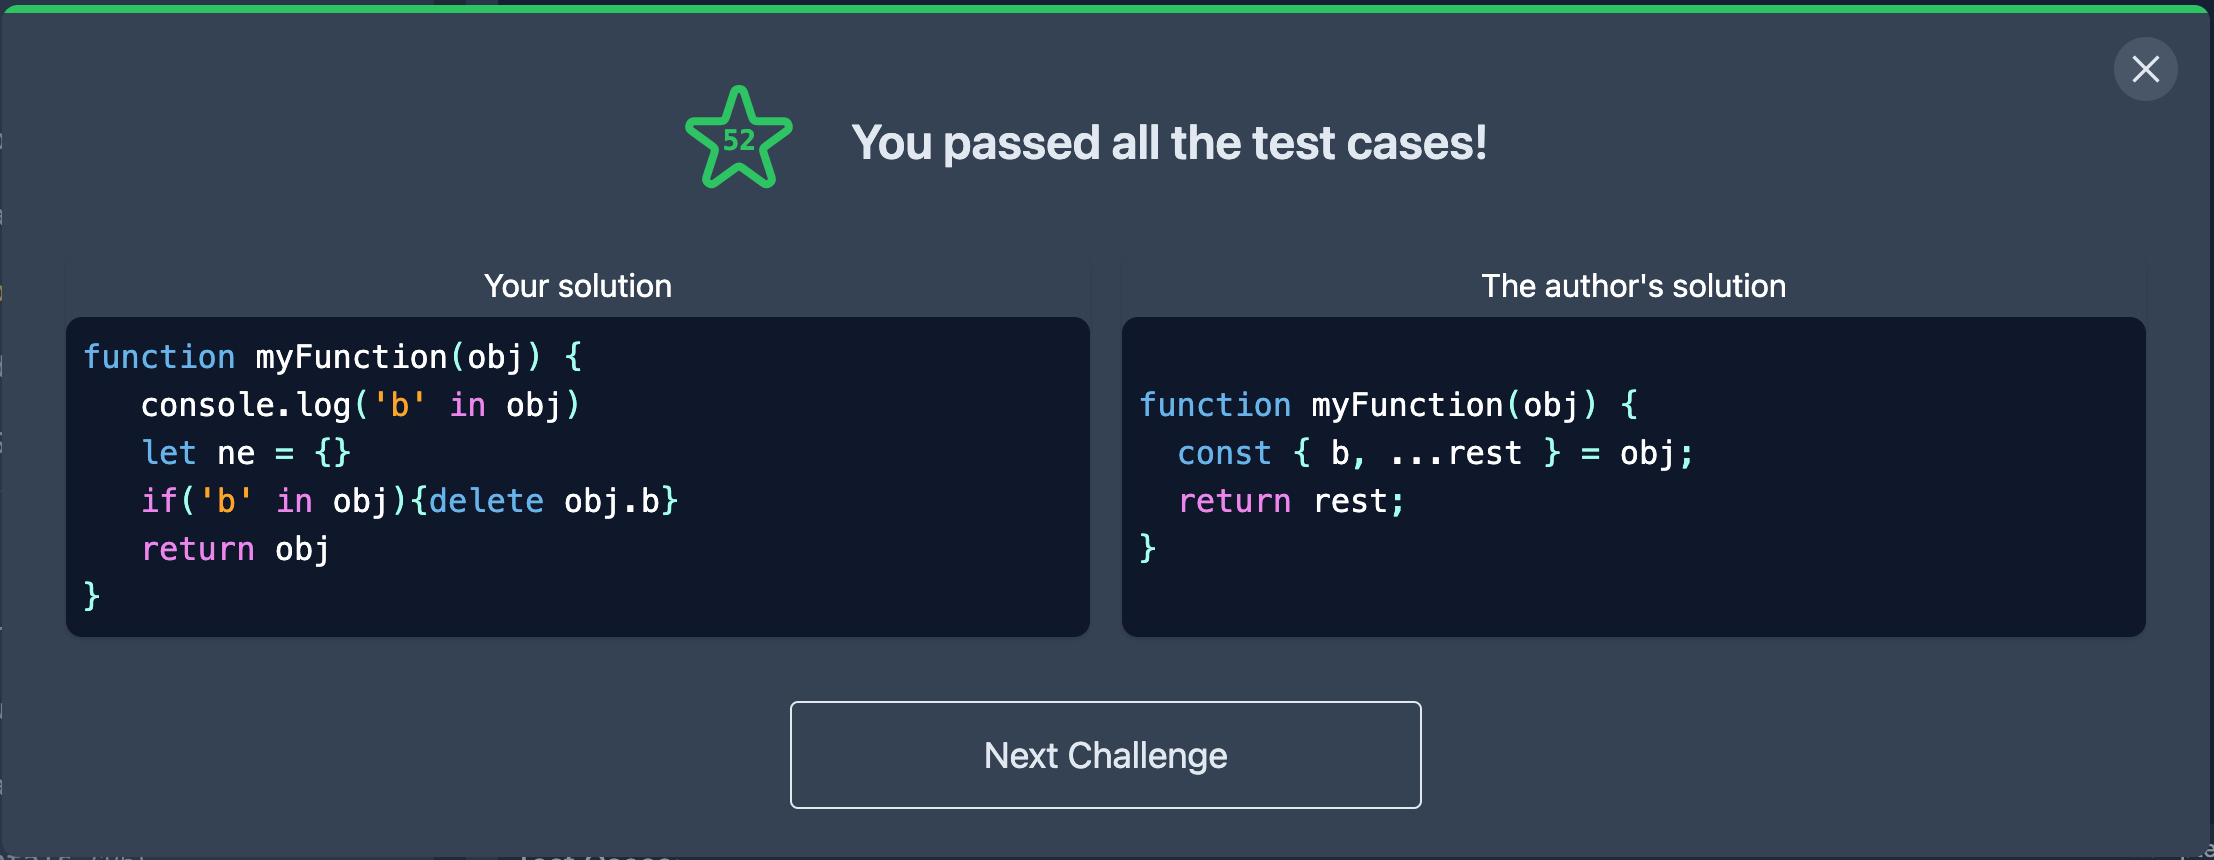 52
You passed all the test cases!
Your solution
function myFunction(obj) {
   console.log('b' in obj)
   let ne = {}
   if('b' in obj){delete obj.b}
   return obj
}
The author's solution
function myFunction(obj) {
  const { b, ...rest } = obj;
  return rest;
}
Next Challenge